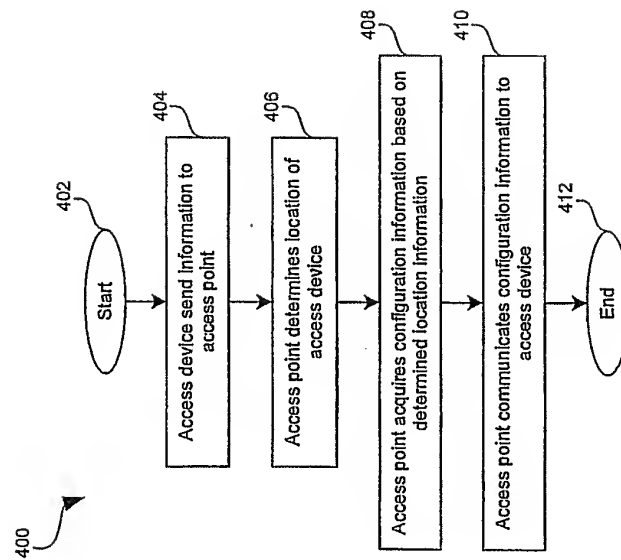 400
402
Start
404
Access device send information to
access point
406
Access point determines location of
access device
408
Access point acquires configuration information based on
determined location information
410
Access point communicates configuration information to
access device
412
End